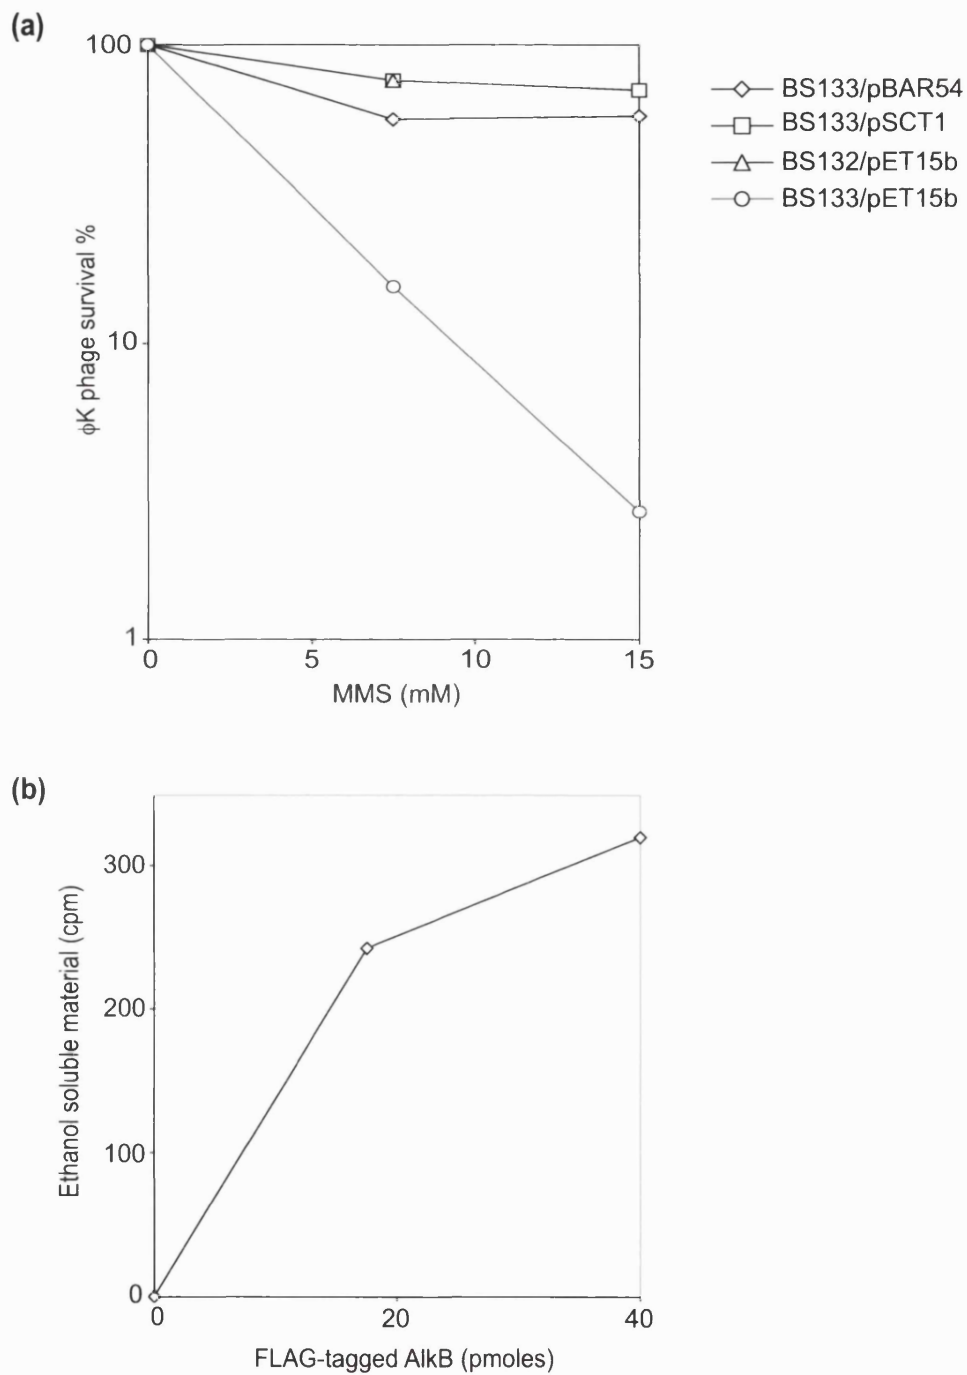 (a)
100
10
1
0
5
10
15
ϕK phage survival %
MMS (mM)
BS133/pBAR54
BS133/pSCT1
BS132/pET15b
BS133/pET15b
(b)
300
200
100
0
0
20
40
Ethanol soluble material (cpm)
FLAG-tagged AlkB (pmoles)